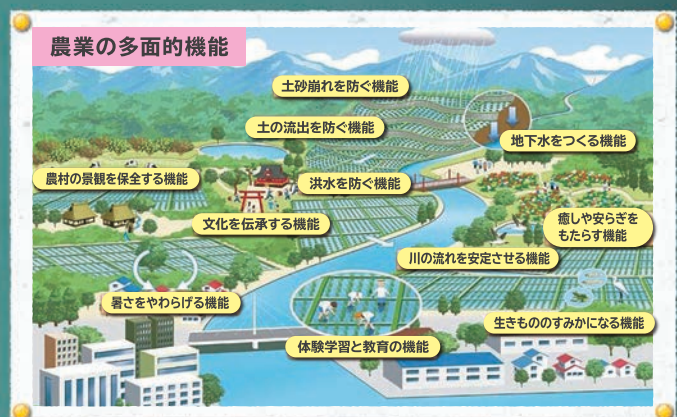 農業の多面的機能
土砂崩れを防ぐ機能
土の流出を防ぐ機能
地下水をつくる機能
農村の景観を保全する機能
洪水を防ぐ機能
文化を伝承する機能
癒しや安らぎを
もたらす機能
川の流れを安定させる機能
暑さをやわらげる機能
生きもののすみかになる機能
体験学習と教育の機能